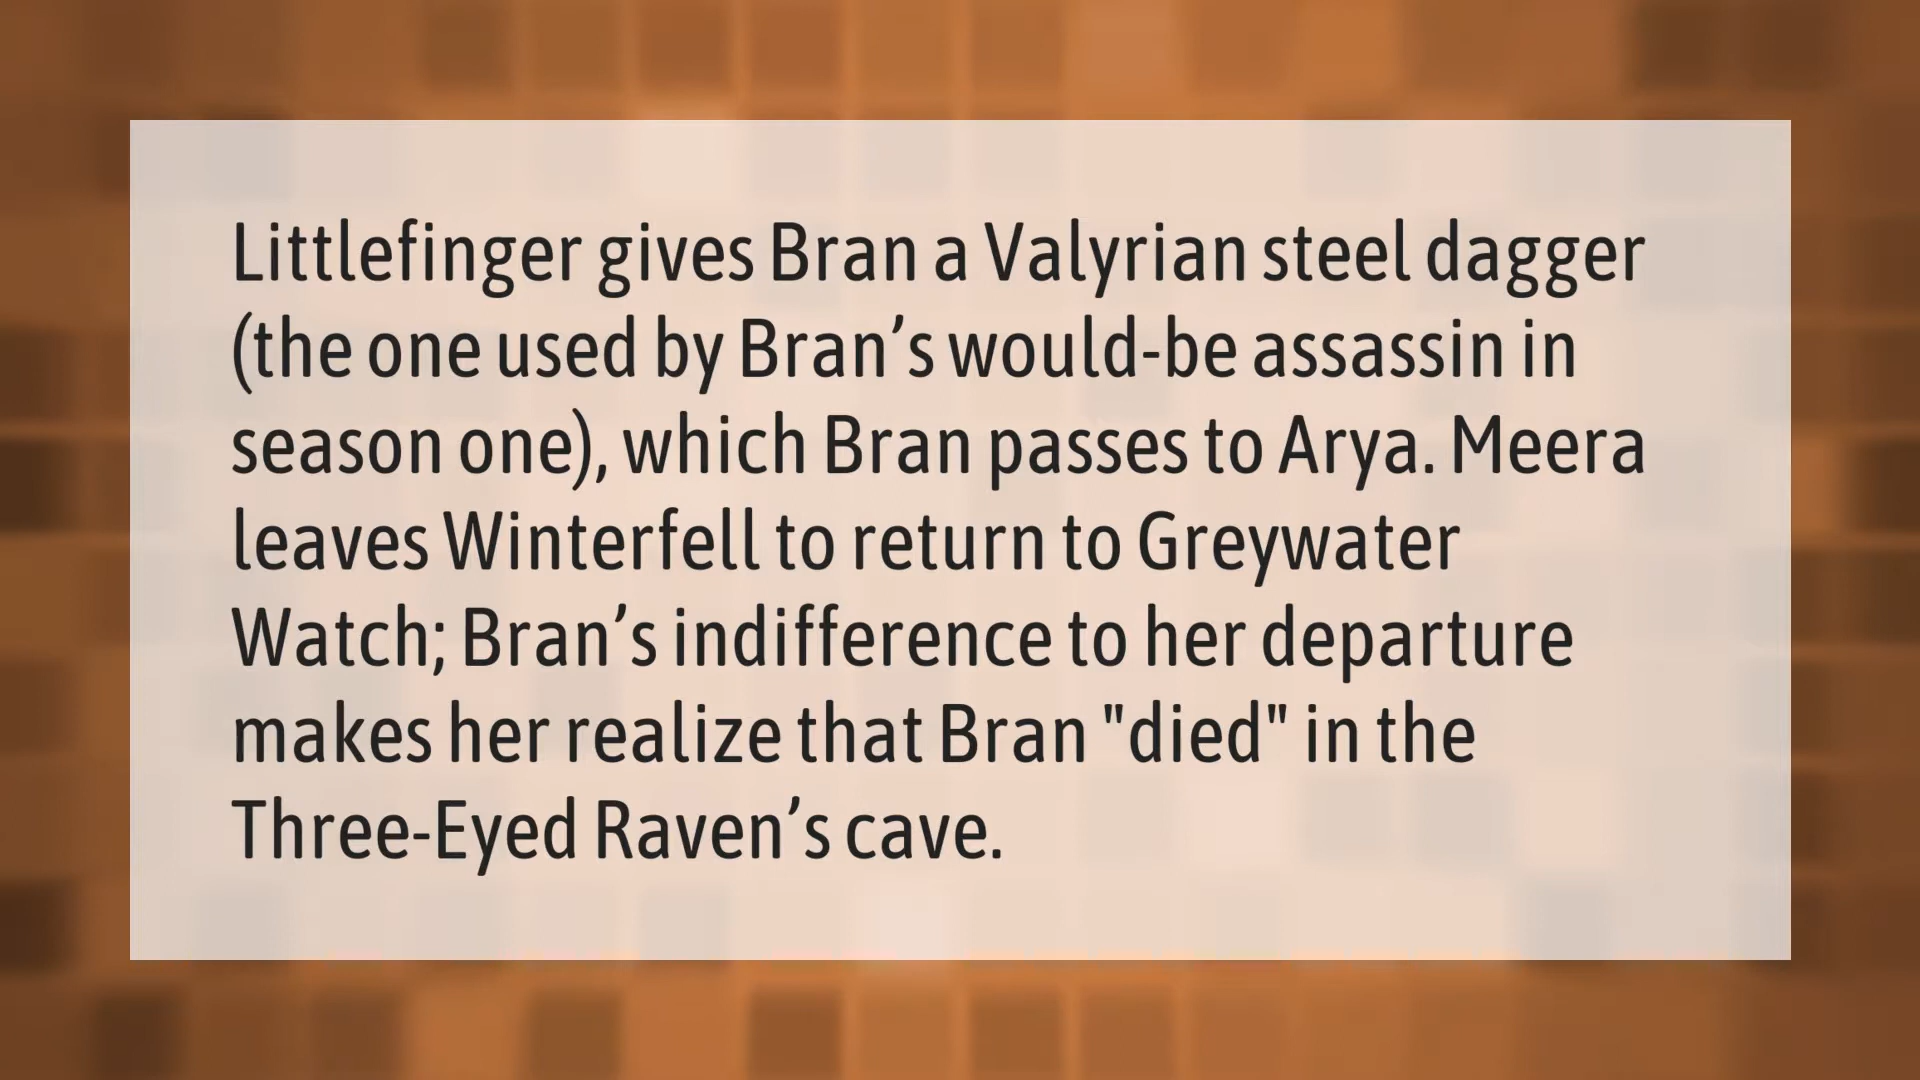 Littlefinger gives Bran a Valyrian steel dagger
(the one used by Bran’s would-be assassin in
season one), which Bran passes to Arya. Meera
leaves Winterfell to return to Greywater
Watch; Bran’s indifference to her departure
makes her realize that Bran "died" in the
Three-Eyed Raven’s cave.